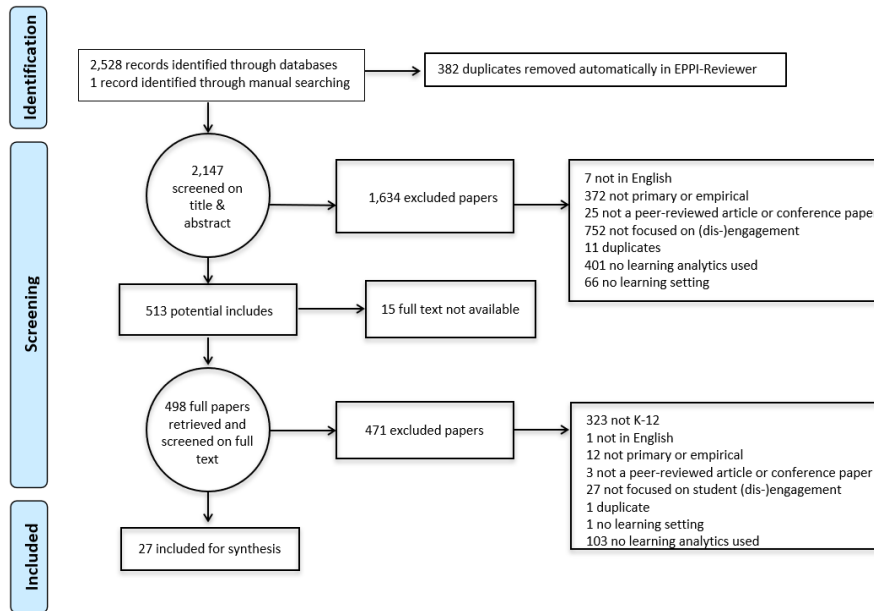 Identification
2,528 records identified through databases
1 record identified through manual searching
382 duplicates removed automatically in EPPI-Reviewer
Screening
2,147
screened on
title &
abstract
1,634 excluded papers
7 not in English
372 not primary or empirical
25 not a peer-reviewed article or conference pape
752 not focused on (dis-)engagement
11 duplicates
401 no learning analytics used
66 no learning setting
513 potential includes
15 full text not available
498 full papers
retrieved and
screened on full
text
471 excluded papers
323 not K-12
1 not in English
12 not primary or empirical
3 not a peer-reviewed article or conference paper
27 not focused on student (dis-)engagement
1 duplicate
1 no learning setting
103 no learning analytics used
Included
27 included for synthesis